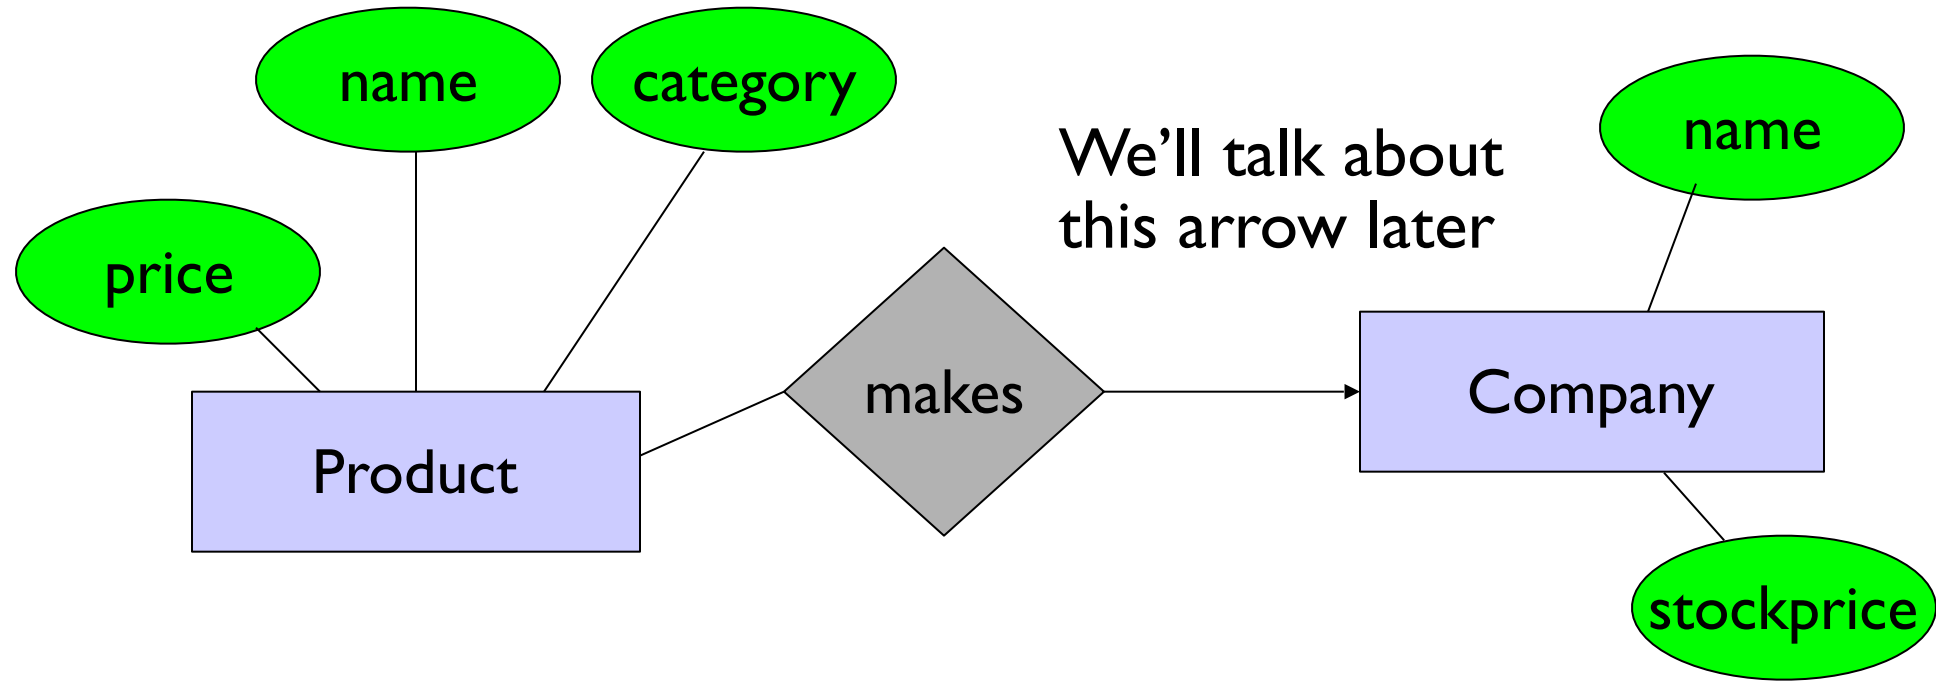 name
category
name
We’ll talk about
this arrow later
price
makes
Company
Product
stockprice